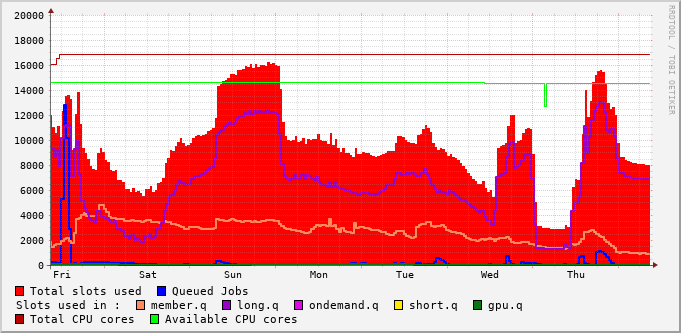 20000
18000
16000
14000
12000
10000
8000
6000
4000
2000
0
Fri Sat Sun Mon Tue Wed Thu
Total slots used Queued Jobs
Slots used in : member.q long.q ondemand.q short.q gpu.q
Total CPU cores Available CPU cores
RRDTOOL / TOBI OETIKER